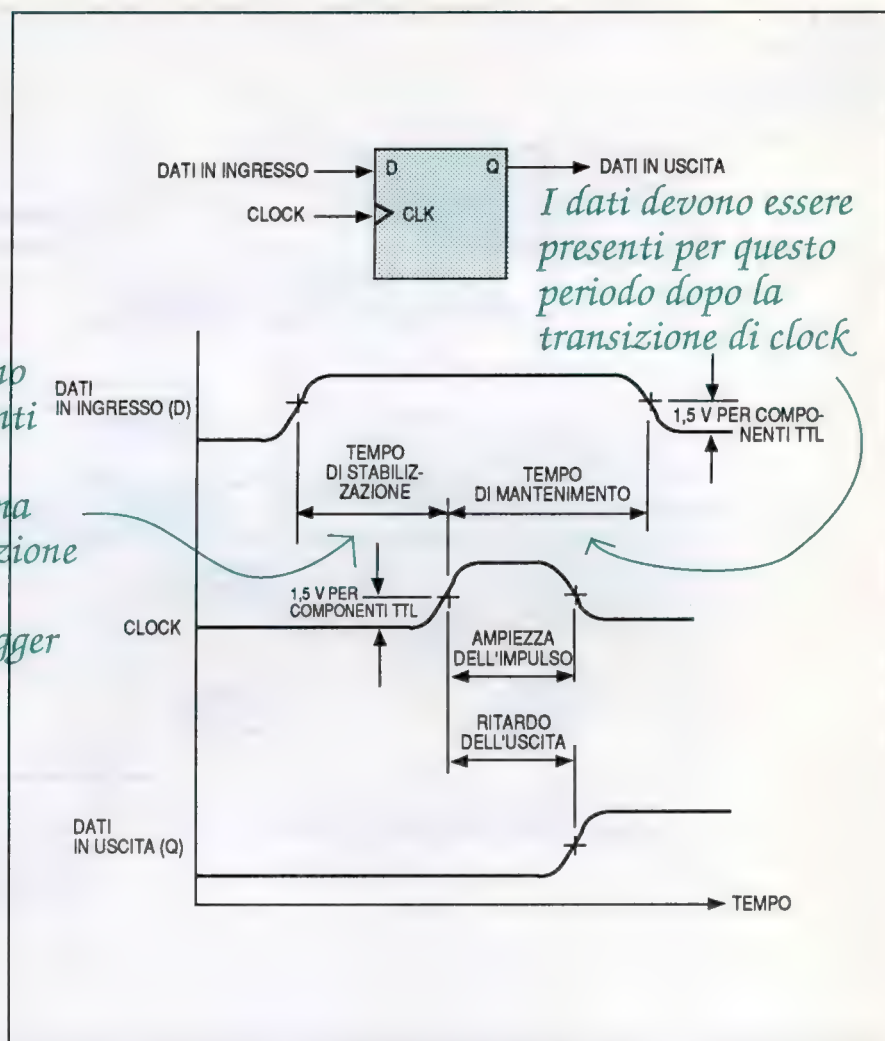 DATI IN INGRESSO
D
Q
DATI IN USCITA
CLOCK
CLK
I dati devono essere
presenti per questo
periodo dopo la
transizione di clock
DATI
IN INGRESSO (D)
1,5 V PER COMPO-
NENTI TTL
TEMPO
DI STABILIZ-
ZAZIONE
TEMPO
DI MANTENIMENTO
1,5 V PER
COMPONENTI TTL
CLOCK
AMPIEZZA
DELL'IMPULSO
RITARDO
DELL'USCITA
DATI
IN USCITA (Q)
TEMPO